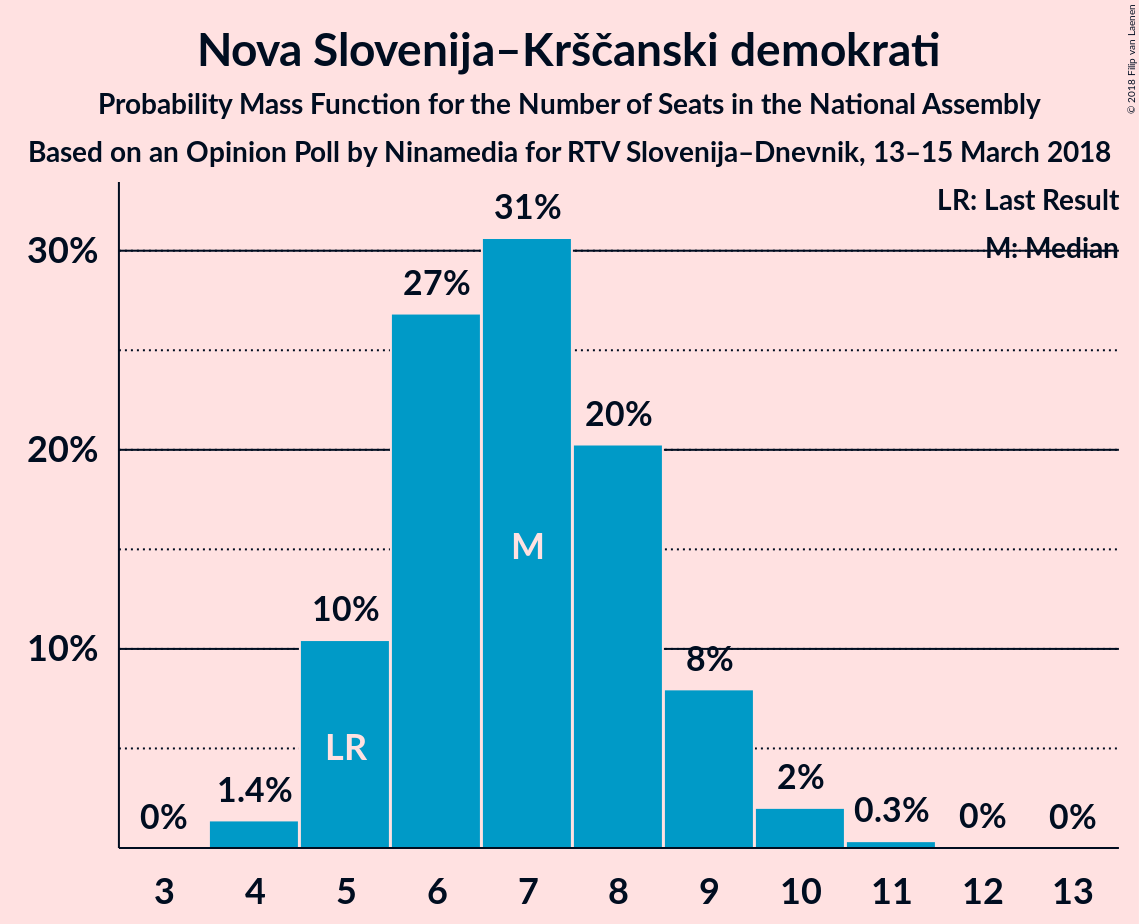 Nova Slovenija–Krščanski demokrati
Probability Mass Function for the Number of Seats in the National Assembly
Based on an Opinion Poll by Ninamedia for RTV Slovenija–Dnevnik, 13–15 March 2018
© 2018 Filip van Laenen
LR: Last Result
M: Median
30%
20%
10%
0%
1.4%
10%
27%
31%
20%
8%
2%
0.3%
0%
0%
LR
M
3 4 5 6 7 8 9 10 11 12 13